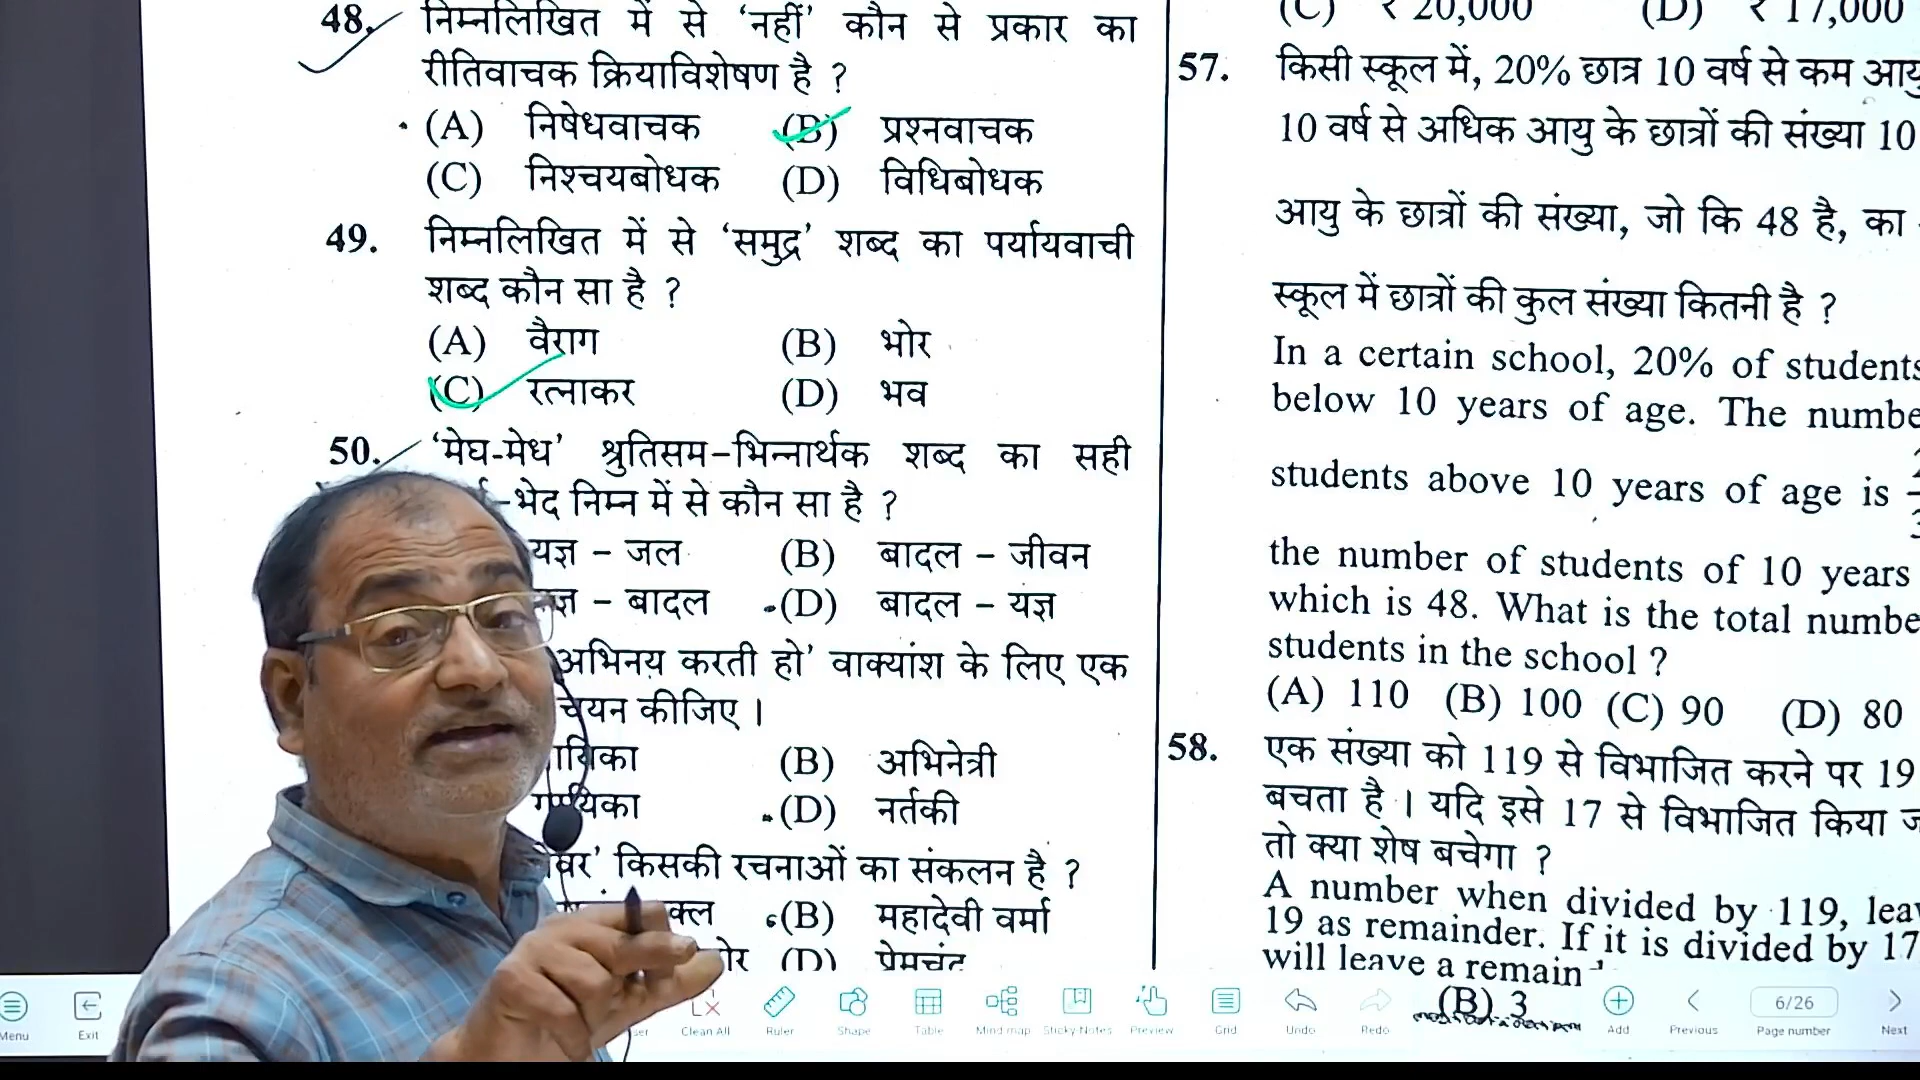 48. निम्नलिखित में से ‘नहीं’ कौन से प्रकार का
रीतिवाचक क्रियाविशेषण है ?
(A) निषेधवाचक (B) प्रश्नवाचक
(C) निश्चयबोधक (D) विधिबोधक
49. निम्नलिखित में से ‘समुद्र’ शब्द का पर्यायवाची
शब्द कौन सा है ?
(A) वैराग (B) भोर
(C) रत्नाकर (D) भव
50. ‘मेघ-मेध’ श्रुतिसम-भिन्नार्थक शब्द का सही
-भेद निम्न में से कौन सा है ?
यज्ञ – जल (B) बादल – जीवन
– बादल (D) बादल – यज्ञ
अभिनय करती हो’ वाक्यांश के लिए एक
चयन कीजिए ।
(B) अभिनेत्री
(D) नर्तकी
किसकी रचनाओं का संकलन है ?
(B) महादेवी वर्मा
(D) प्रेमचंद
(C) ₹ 20,000 (D) ₹ 17,000
57. किसी स्कूल में, 20% छात्र 10 वर्ष से कम आयु
10 वर्ष से अधिक आयु के छात्रों की संख्या 10
आयु के छात्रों की संख्या, जो कि 48 है, का
स्कूल में छात्रों की कुल संख्या कितनी है ?
In a certain school, 20% of students
below 10 years of age. The numbe
students above 10 years of age is
the number of students of 10 years
which is 48. What is the total numbe
students in the school ?
(A) 110 (B) 100 (C) 90 (D) 80
58. एक संख्या को 119 से विभाजित करने पर 19
बचता है । यदि इसे 17 से विभाजित किया
तो क्या शेष बचेगा ?
A number when divided by 119, lea
19 as remainder. If it is divided by 17
will leave a remain
(B) 3
Menu Exit Clean All Ruler Shape Table Mind map Sticky Notes Preview Grid Undo Redo Add Previous 6/26 Page number Next